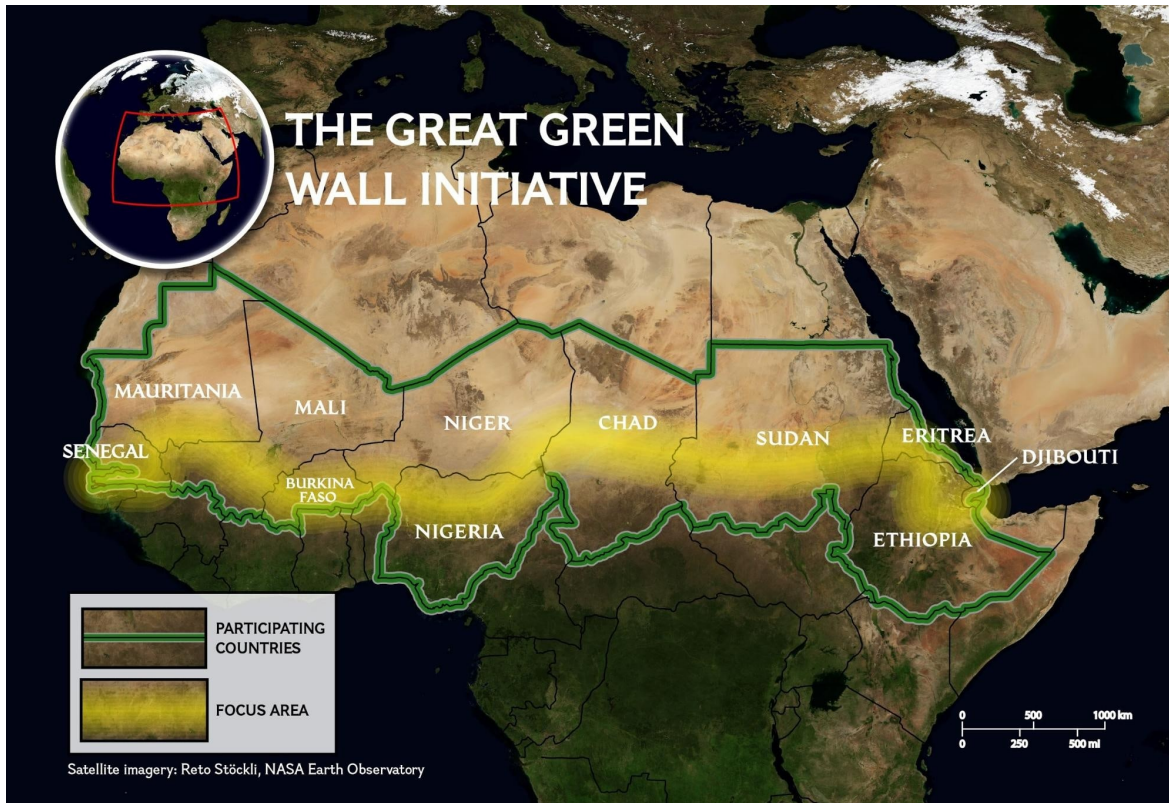 THE GREAT GREEN
WALL INITIATIVE
MAURITANIA
MALI
NIGER
CHAD
SUDAN
ERITREA
SENEGAL
DJIBOUTI
BURKINA
FASO
NIGERIA
ETHIOPIA
PARTICIPATING
COUNTRIES
FOCUS AREA
0 500 1000 km
0 250 500 mi
Satellite imagery: Reto Stöckli, NASA Earth Observatory